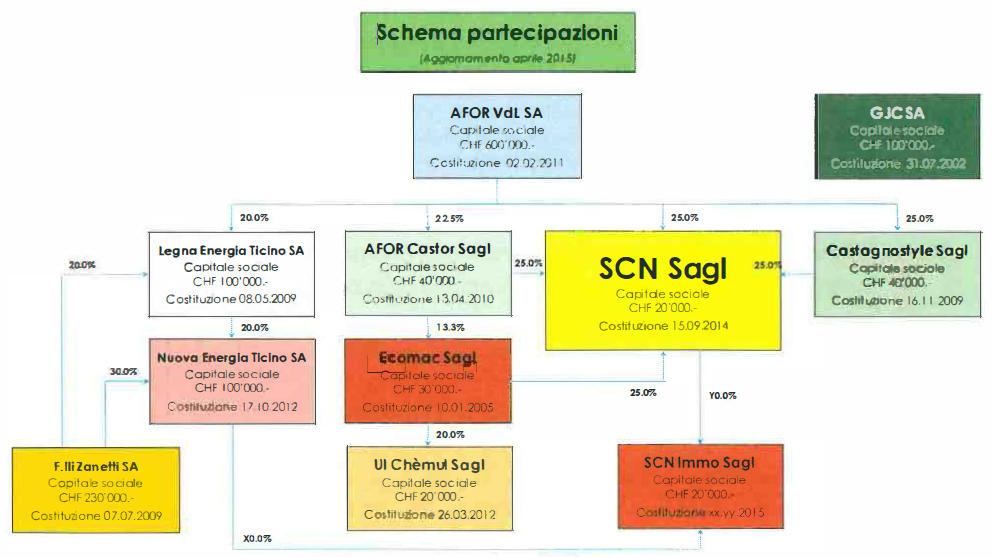 Schema partecipazioni
(Aggiornamento aprile 2015)
AFOR VdL SA
Capitale sociale
CHF 600'000.-
Costituzione 02.02.2011
GJC SA
Capitale sociale
CHF 100'000.-
Costituzione 31.07.2002
20.0%
22.5%
25.0%
25.0%
Legna Energia Ticino SA
Capitale sociale
CHF 100'000.-
Costituzione 08.05.2009
AFOR Castor Sagl
Capitale sociale
CHF 40'000.-
Costituzione 13.04.2010
SCN Sagl
Capitale sociale
CHF 20'000.-
Costituzione 15.09.2014
Castagnostyle Sagl
Capitale sociale
CHF 40'000.-
Costituzione 16.11.2009
20.0%
25.0%
25.0%
20.0%
13.3%
Nuova Energia Ticino SA
Capitale sociale
CHF 100'000.-
Costituzione 17.10.2012
Ecomac Sagl
Capitale sociale
CHF 30'000.-
Costituzione 10.01.2005
30.0%
25.0%
Y0.0%
20.0%
F.lli Zanetti SA
Capitale sociale
CHF 230'000.-
Costituzione 07.07.2009
Ul Chèmul Sagl
Capitale sociale
CHF 20'000.-
Costituzione 26.03.2012
SCN Immo Sagl
Capitale sociale
CHF 20'000.-
Costituzione xx.yy.2015
X0.0%